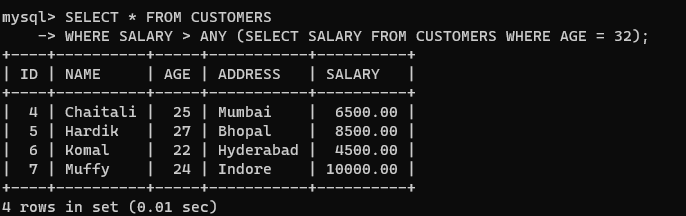 mysql> SELECT * FROM CUSTOMERS
    -> WHERE SALARY > ANY (SELECT SALARY FROM CUSTOMERS WHERE AGE = 32);
+----+----------+-----+-----------+----------+
| ID | NAME     | AGE | ADDRESS   | SALARY   |
+----+----------+-----+-----------+----------+
|  4 | Chaitali |  25 | Mumbai    |  6500.00 |
|  5 | Hardik   |  27 | Bhopal    |  8500.00 |
|  6 | Komal    |  22 | Hyderabad |  4500.00 |
|  7 | Muffy    |  24 | Indore    | 10000.00 |
+----+----------+-----+-----------+----------+
4 rows in set (0.01 sec)